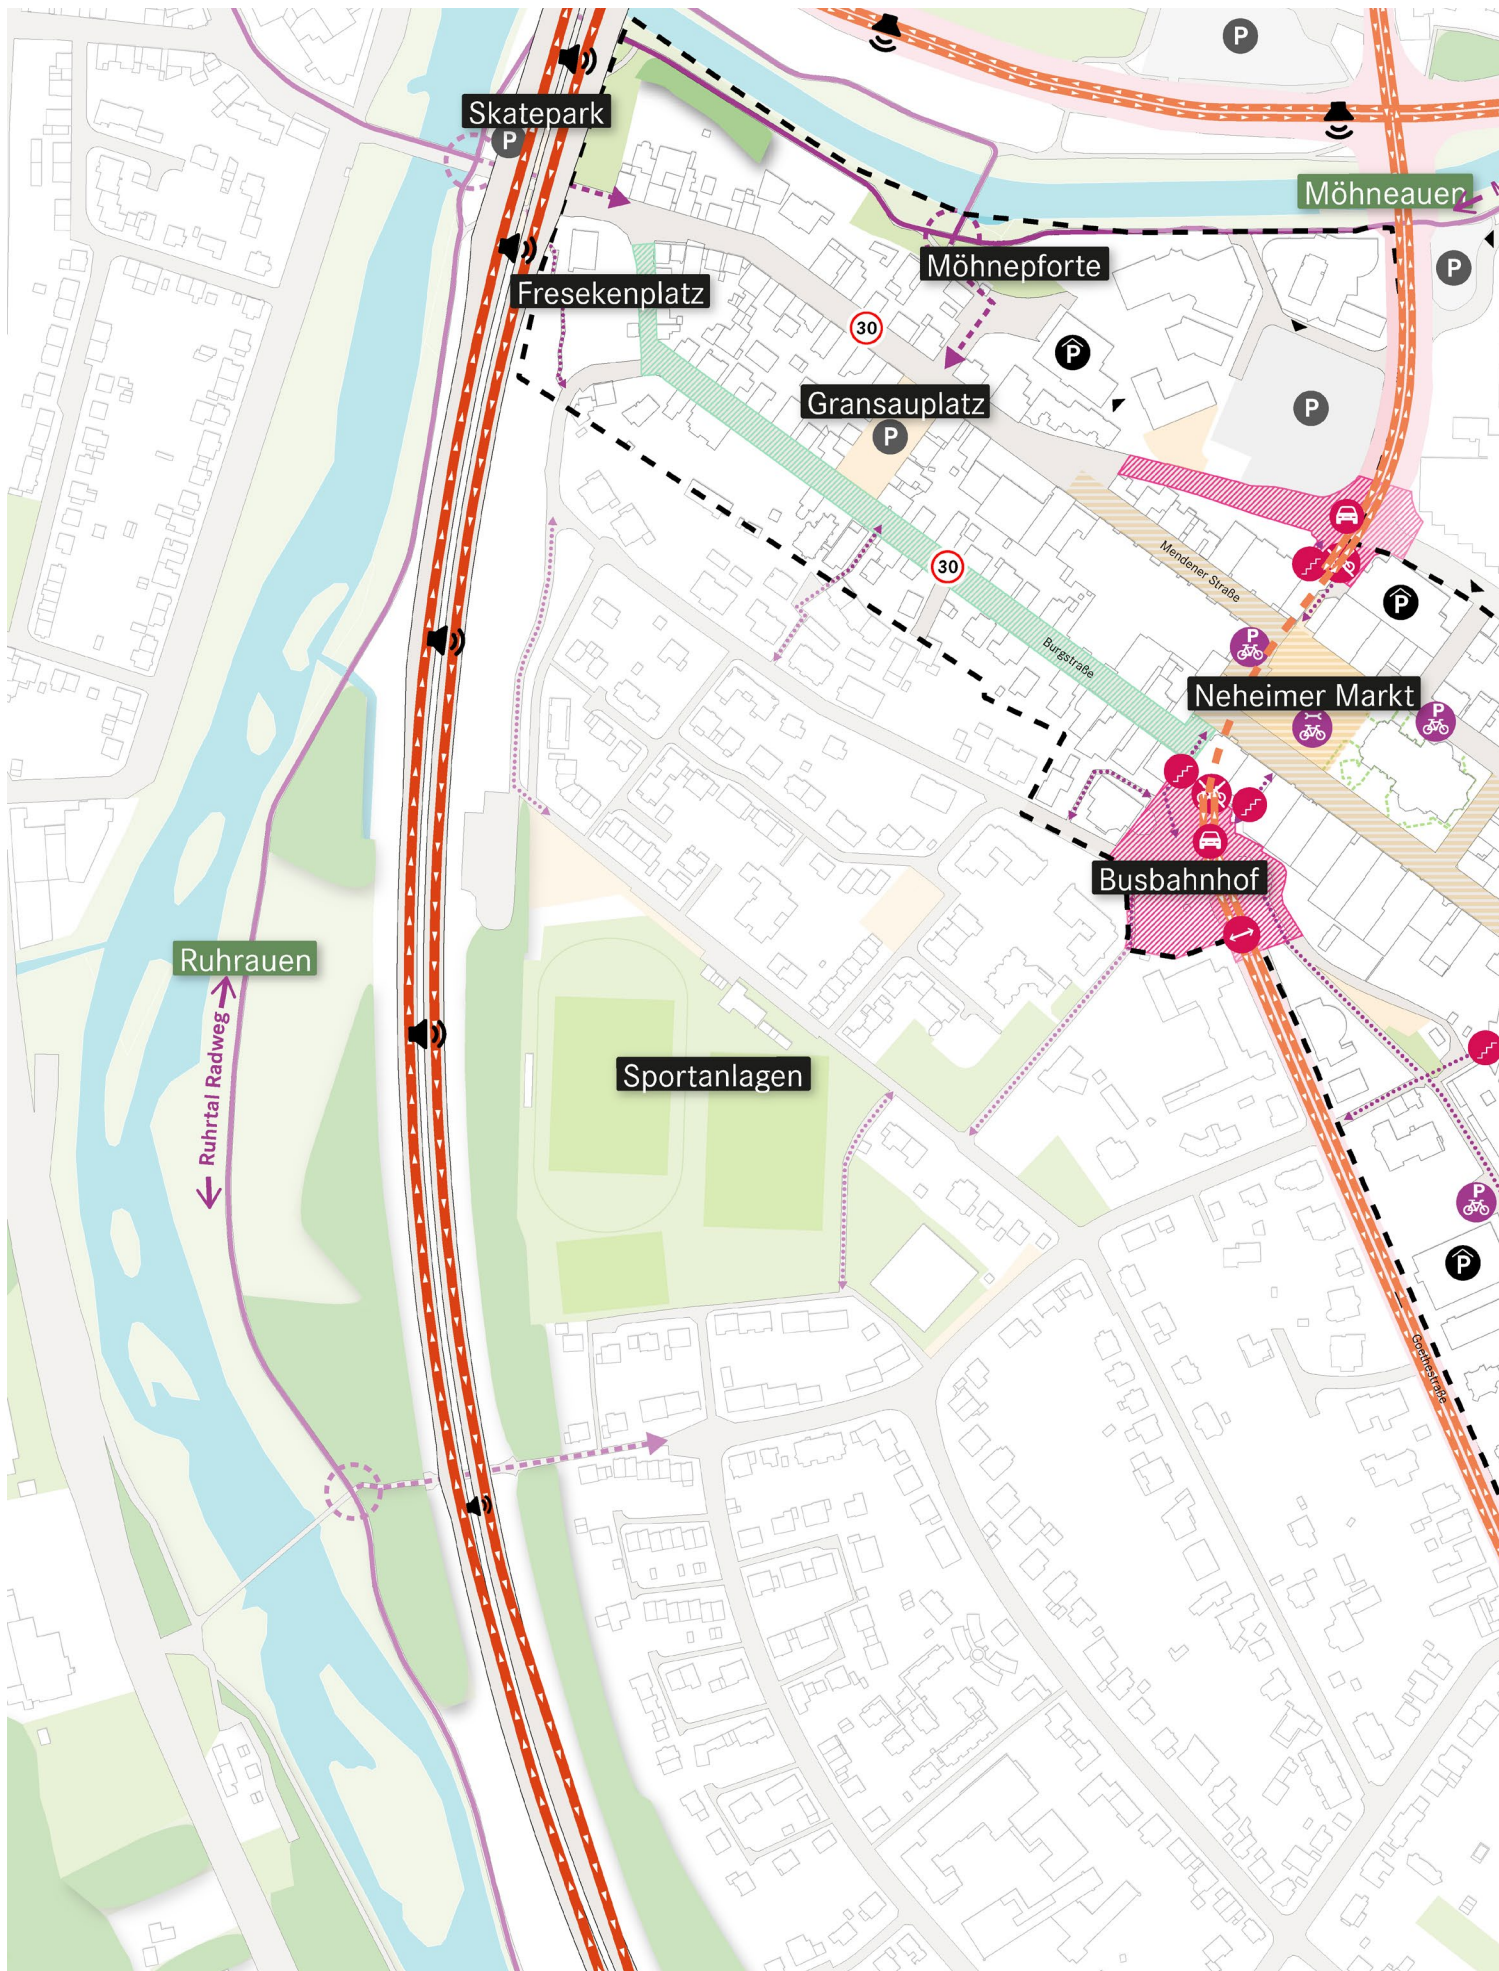 P
Skatepark
P
Möhneauen
Möhnepforte
P
Fresekenplatz
30
P
Gransauplatz
P
P
Mendener Straße
30
P
Burgstraße
P
Neheimer Markt
P
Busbahnhof
Ruhrauen
Ruhrtal Radweg
Sportanlagen
P
P
Goethestraße